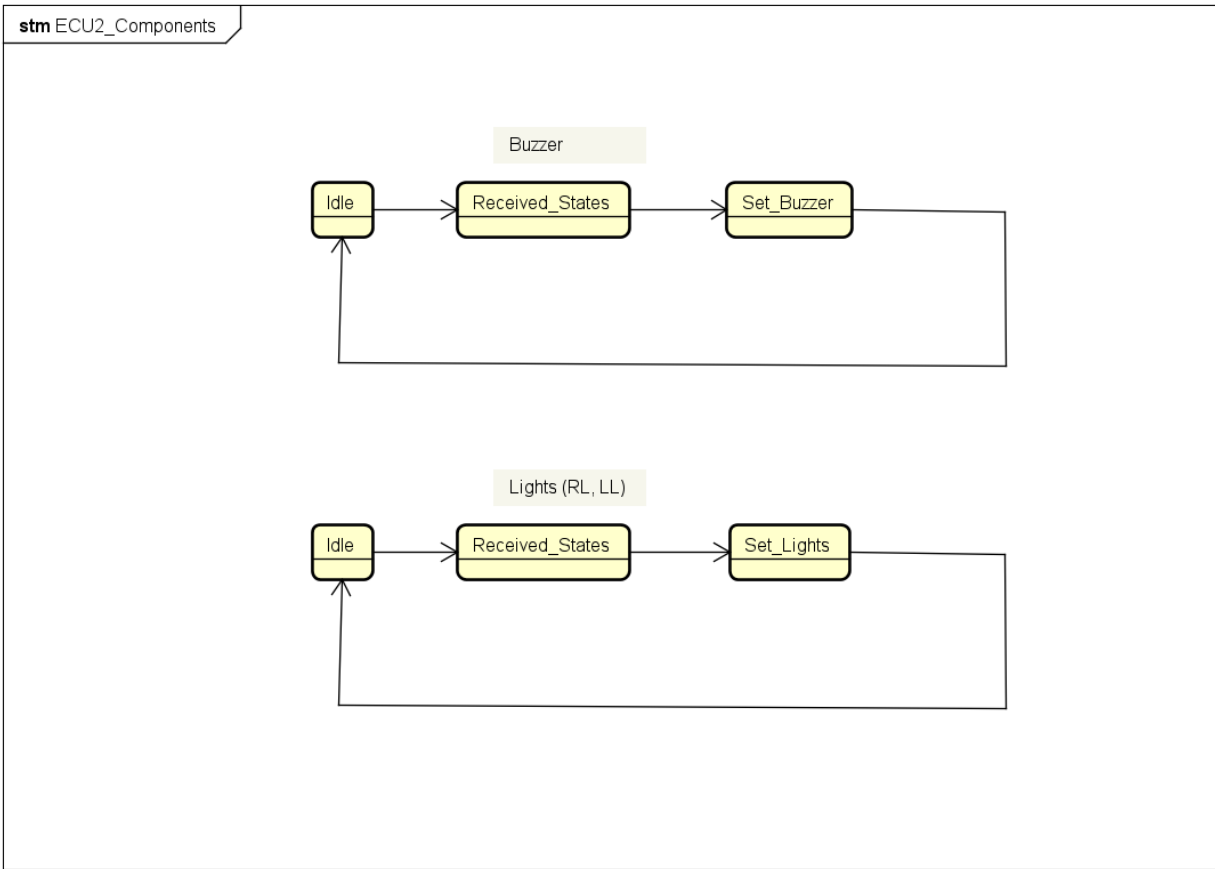 stm ECU2_Components
Buzzer
Idle
Received_States
Set_Buzzer
Lights (RL, LL)
Idle
Received_States
Set_Lights